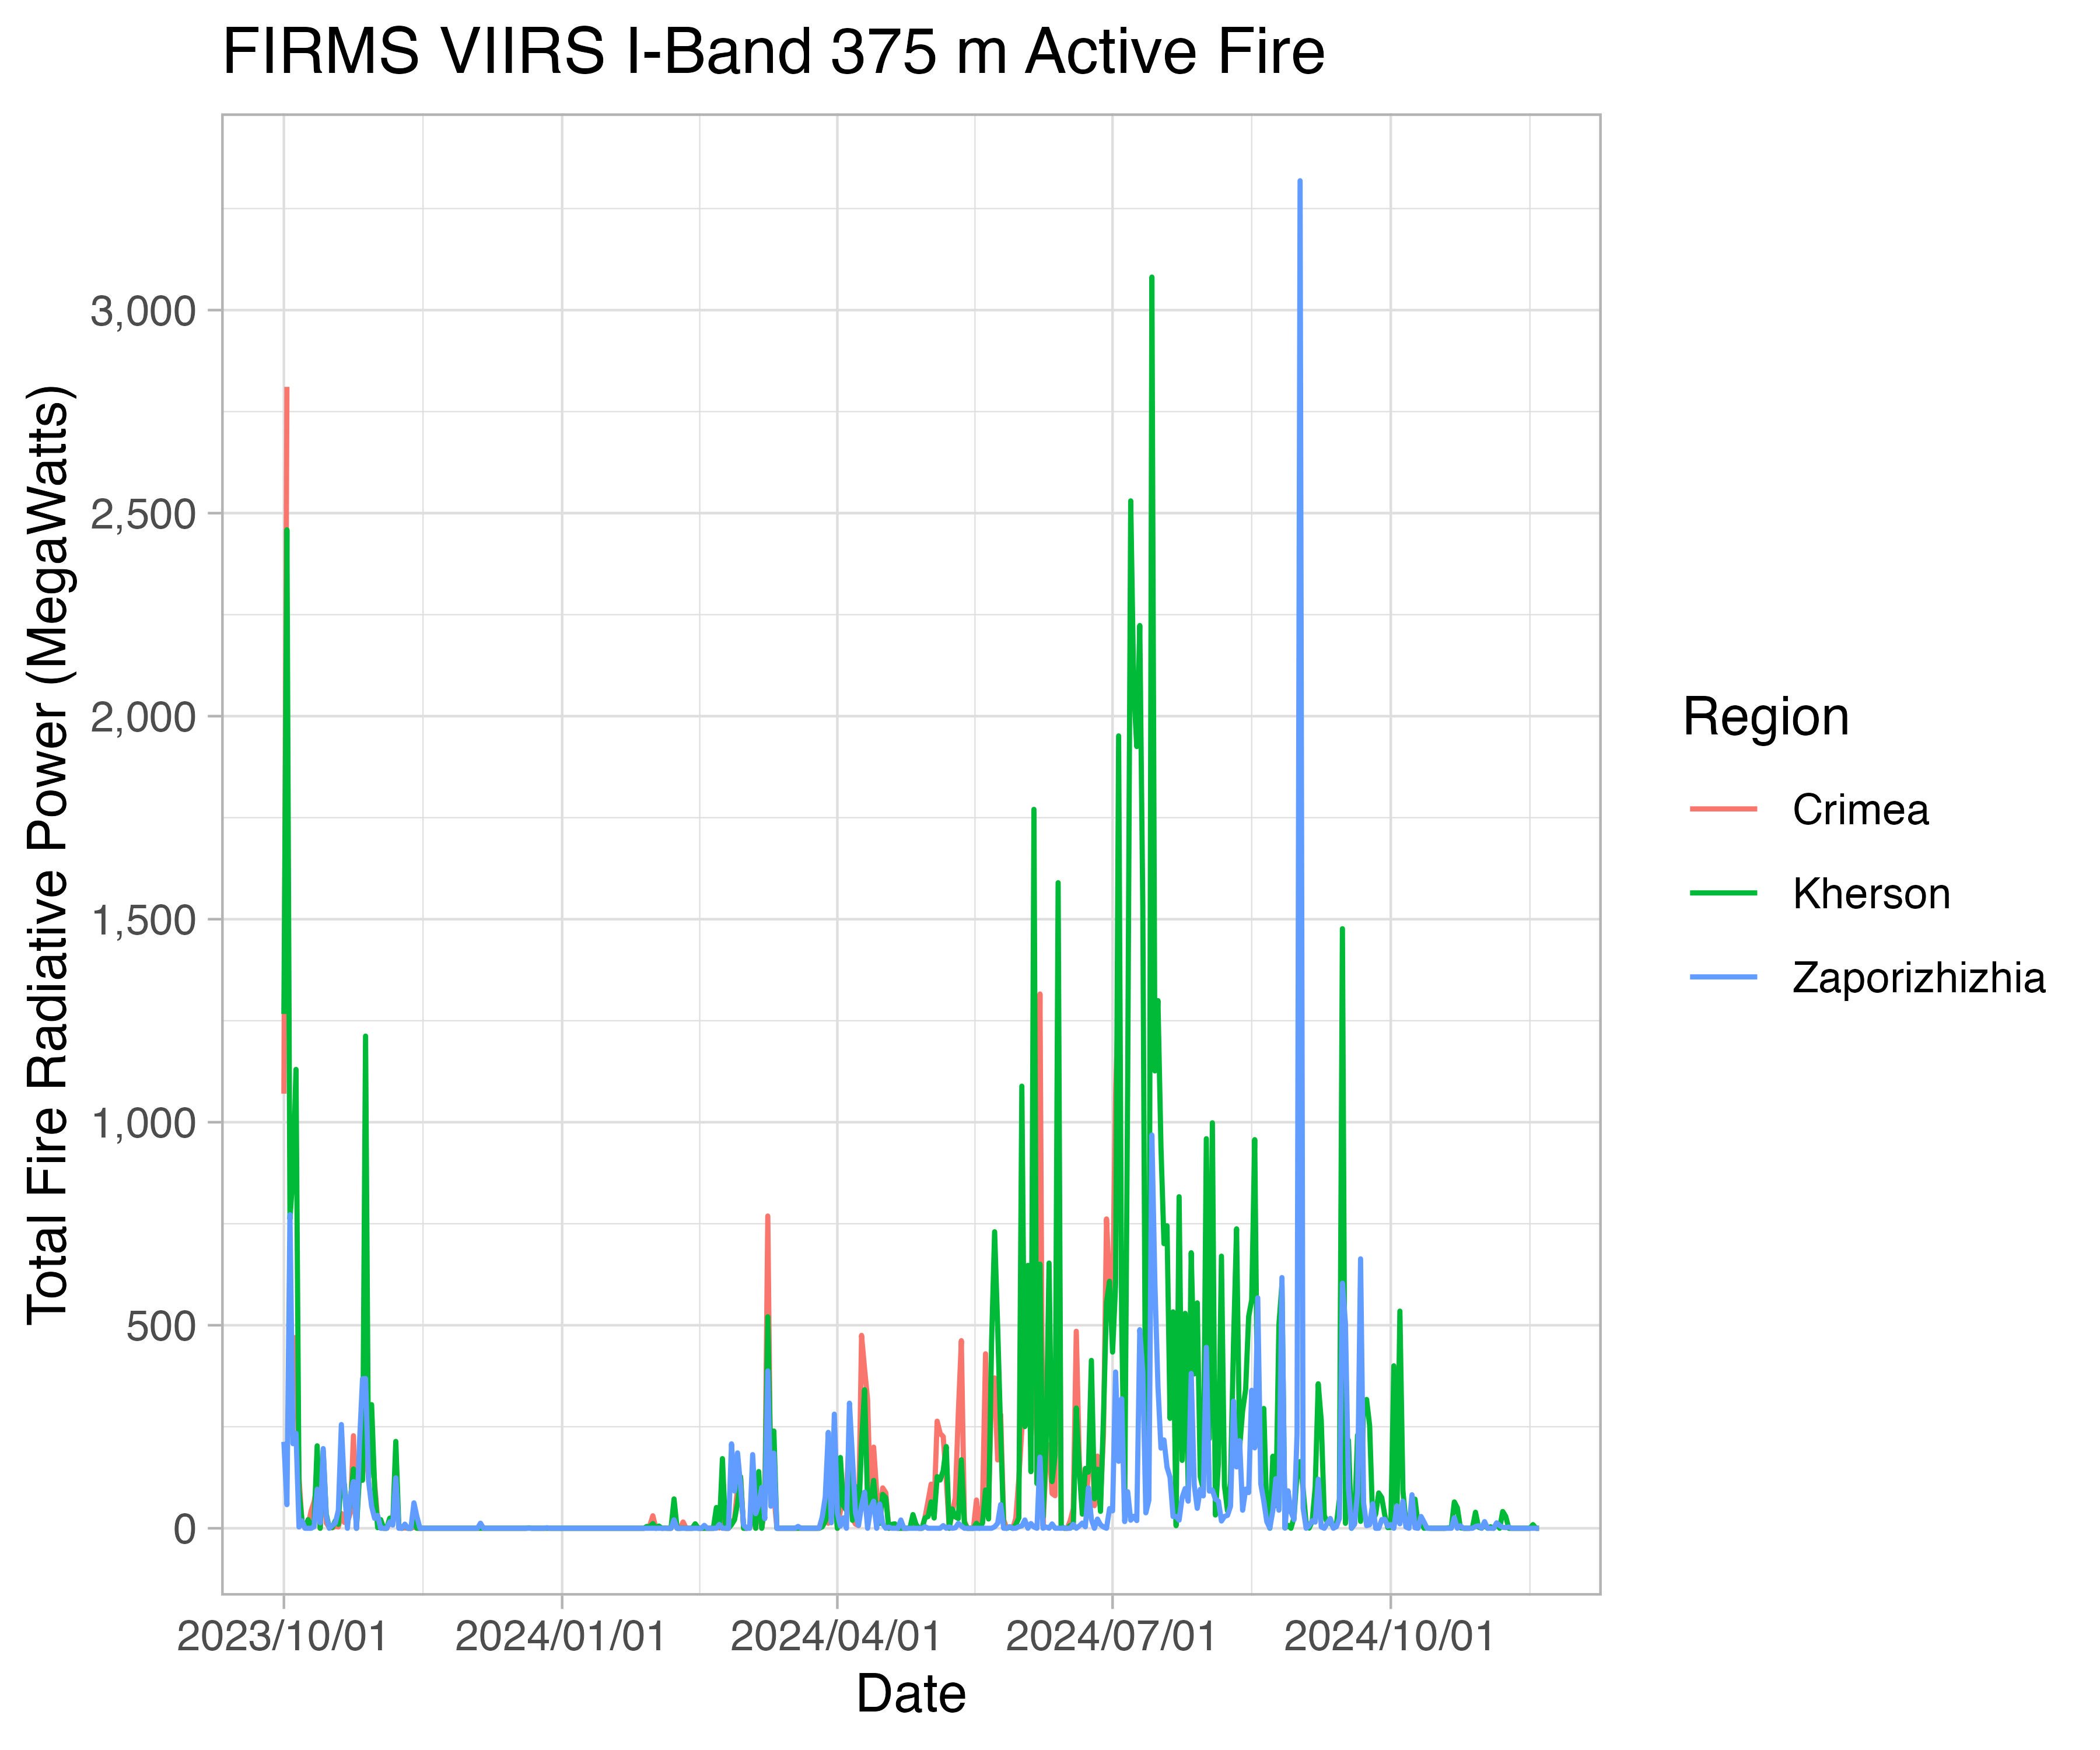 FIRMS VIIRS I-Band 375 m Active Fire
Total Fire Radiative Power (MegaWatts)
3,000
2,500
2,000
1,500
1,000
500
0
2023/10/01
2024/01/01
2024/04/01
2024/07/01
2024/10/01
Date
Region
Crimea
Kherson
Zaporizhizhia